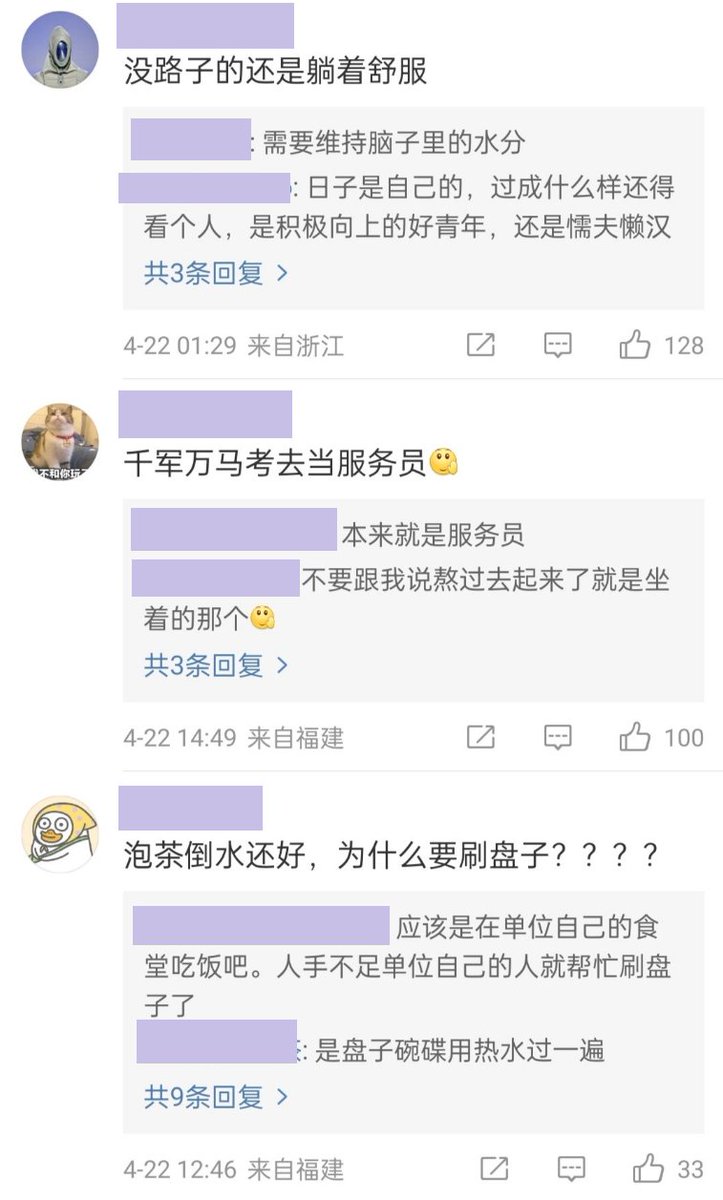 没路子的还是躺着舒服
: 需要维持脑子里的水分
: 日子是自己的，过成什么样还得
看个人，是积极向上的好青年，还是懦夫懒汉
共3条回复 >
4-22 01:29 来自浙江 128
千军万马考去当服务员
本来就是服务员
不要跟我说熬过去起来了就是坐
着的那个
共3条回复 >
4-22 14:49 来自福建 100
泡茶倒水还好，为什么要刷盘子？？？？
应该是在单位自己的食
堂吃饭吧。人手不足单位自己的人就帮忙刷盘
子了
: 是盘子碗碟用热水过一遍
共9条回复 >
4-22 12:46 来自福建 33